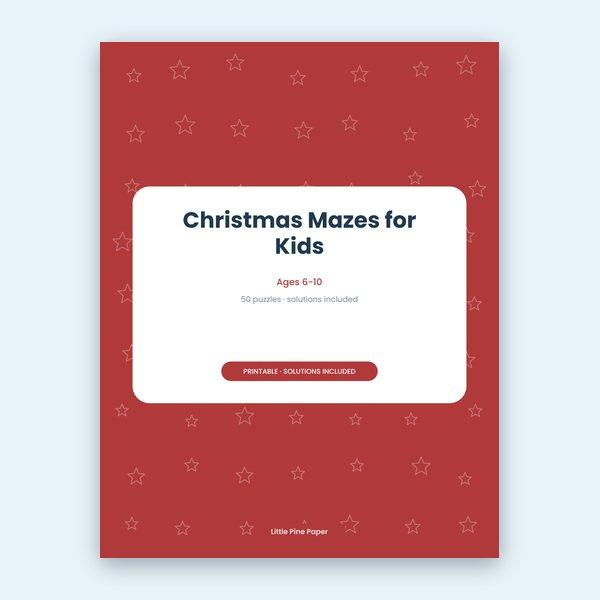 Christmas Mazes for
Kids
Ages 6-10
50 puzzles · solutions included
PRINTABLE · SOLUTIONS INCLUDED
Little Pine Paper